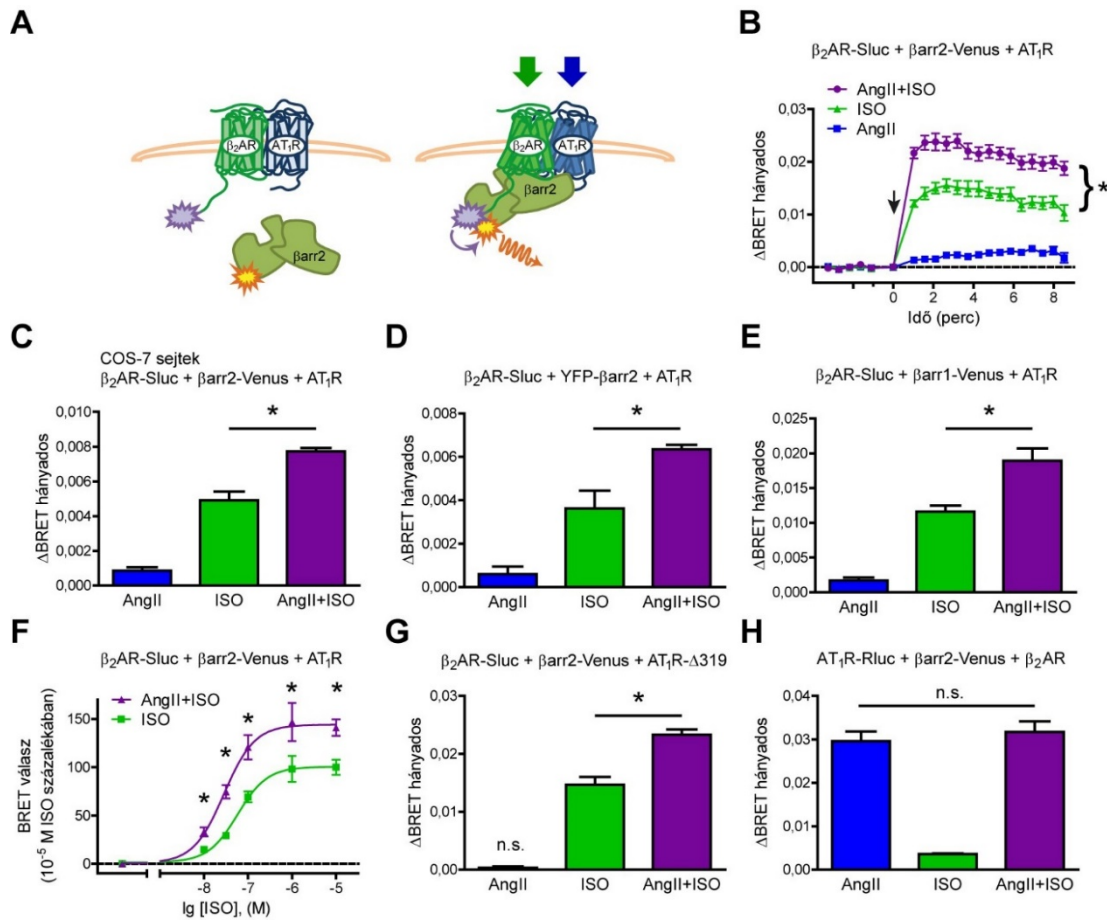 A
β₂AR
AT₁R
βarr2
β₂AR
AT₁R
βarr2
B
β₂AR-Sluc + βarr2-Venus + AT₁R
AngII+ISO
ISO
AngII
ΔBRET hányados
0,03
0,02
0,01
0,00
*
0 2 4 6 8
Idő (perc)
C
COS-7 sejtek
β₂AR-Sluc + βarr2-Venus + AT₁R
ΔBRET hányados
0,010
0,008
0,006
0,004
0,002
0,000
*
AngII ISO AngII+ISO
D
β₂AR-Sluc + YFP-βarr2 + AT₁R
ΔBRET hányados
0,008
0,006
0,004
0,002
0,000
*
AngII ISO AngII+ISO
E
β₂AR-Sluc + βarr1-Venus + AT₁R
ΔBRET hányados
0,025
0,020
0,015
0,010
0,005
0,000
*
AngII ISO AngII+ISO
F
β₂AR-Sluc + βarr2-Venus + AT₁R
AngII+ISO
ISO
BRET válasz
(10⁻⁵ M ISO százalékában)
150
100
50
0
* * * * *
-8 -7 -6 -5
lg [ISO], (M)
G
β₂AR-Sluc + βarr2-Venus + AT₁R-Δ319
ΔBRET hányados
0,03
0,02
0,01
0,00
n.s.
*
AngII ISO AngII+ISO
H
AT₁R-Rluc + βarr2-Venus + β₂AR
ΔBRET hányados
0,04
0,03
0,02
0,01
0,00
n.s.
AngII ISO AngII+ISO